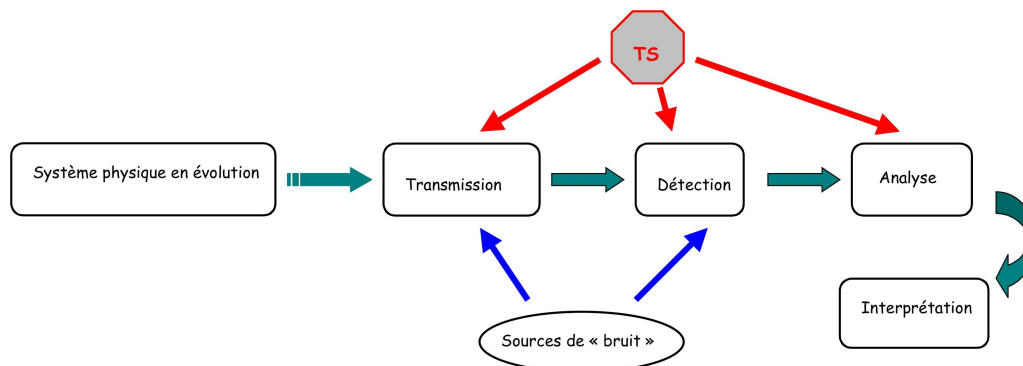 TS
Système physique en évolution
Transmission
Détection
Analyse
Interprétation
Sources de « bruit »